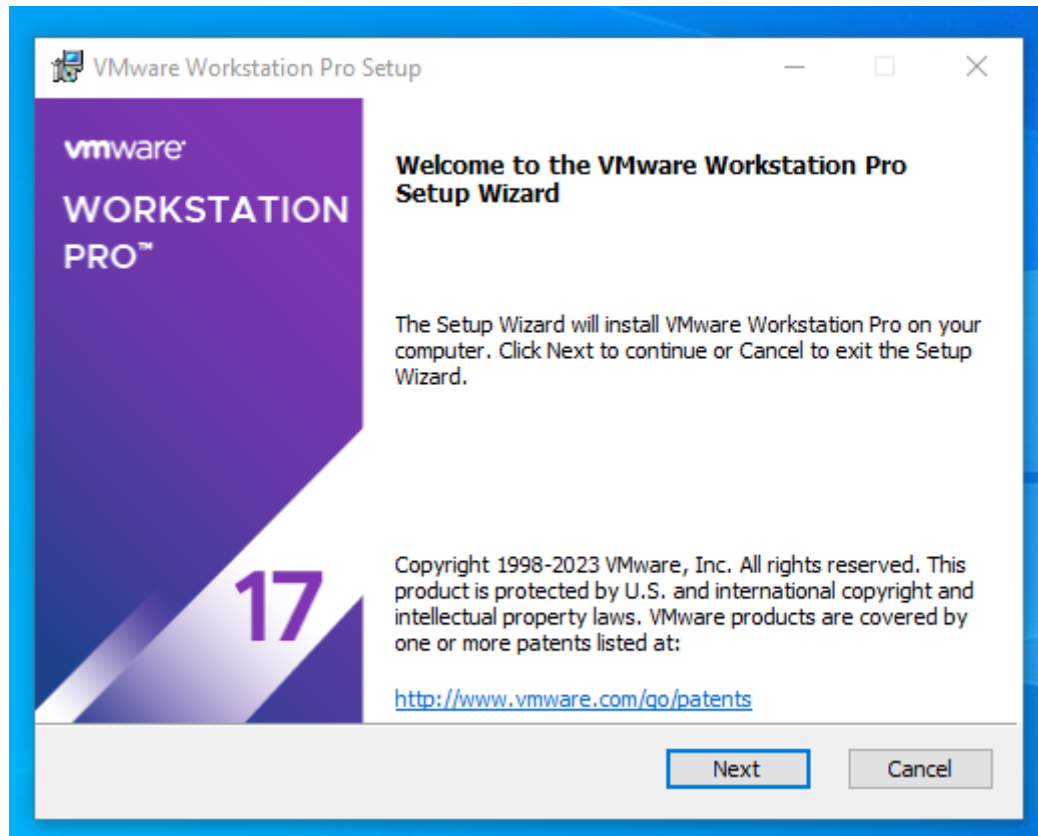 VMware Workstation Pro Setup
vmware
WORKSTATION
PRO™
17
Welcome to the VMware Workstation Pro
Setup Wizard
The Setup Wizard will install VMware Workstation Pro on your
computer. Click Next to continue or Cancel to exit the Setup
Wizard.
Copyright 1998-2023 VMware, Inc. All rights reserved. This
product is protected by U.S. and international copyright and
intellectual property laws. VMware products are covered by
one or more patents listed at:
http://www.vmware.com/go/patents
Next
Cancel